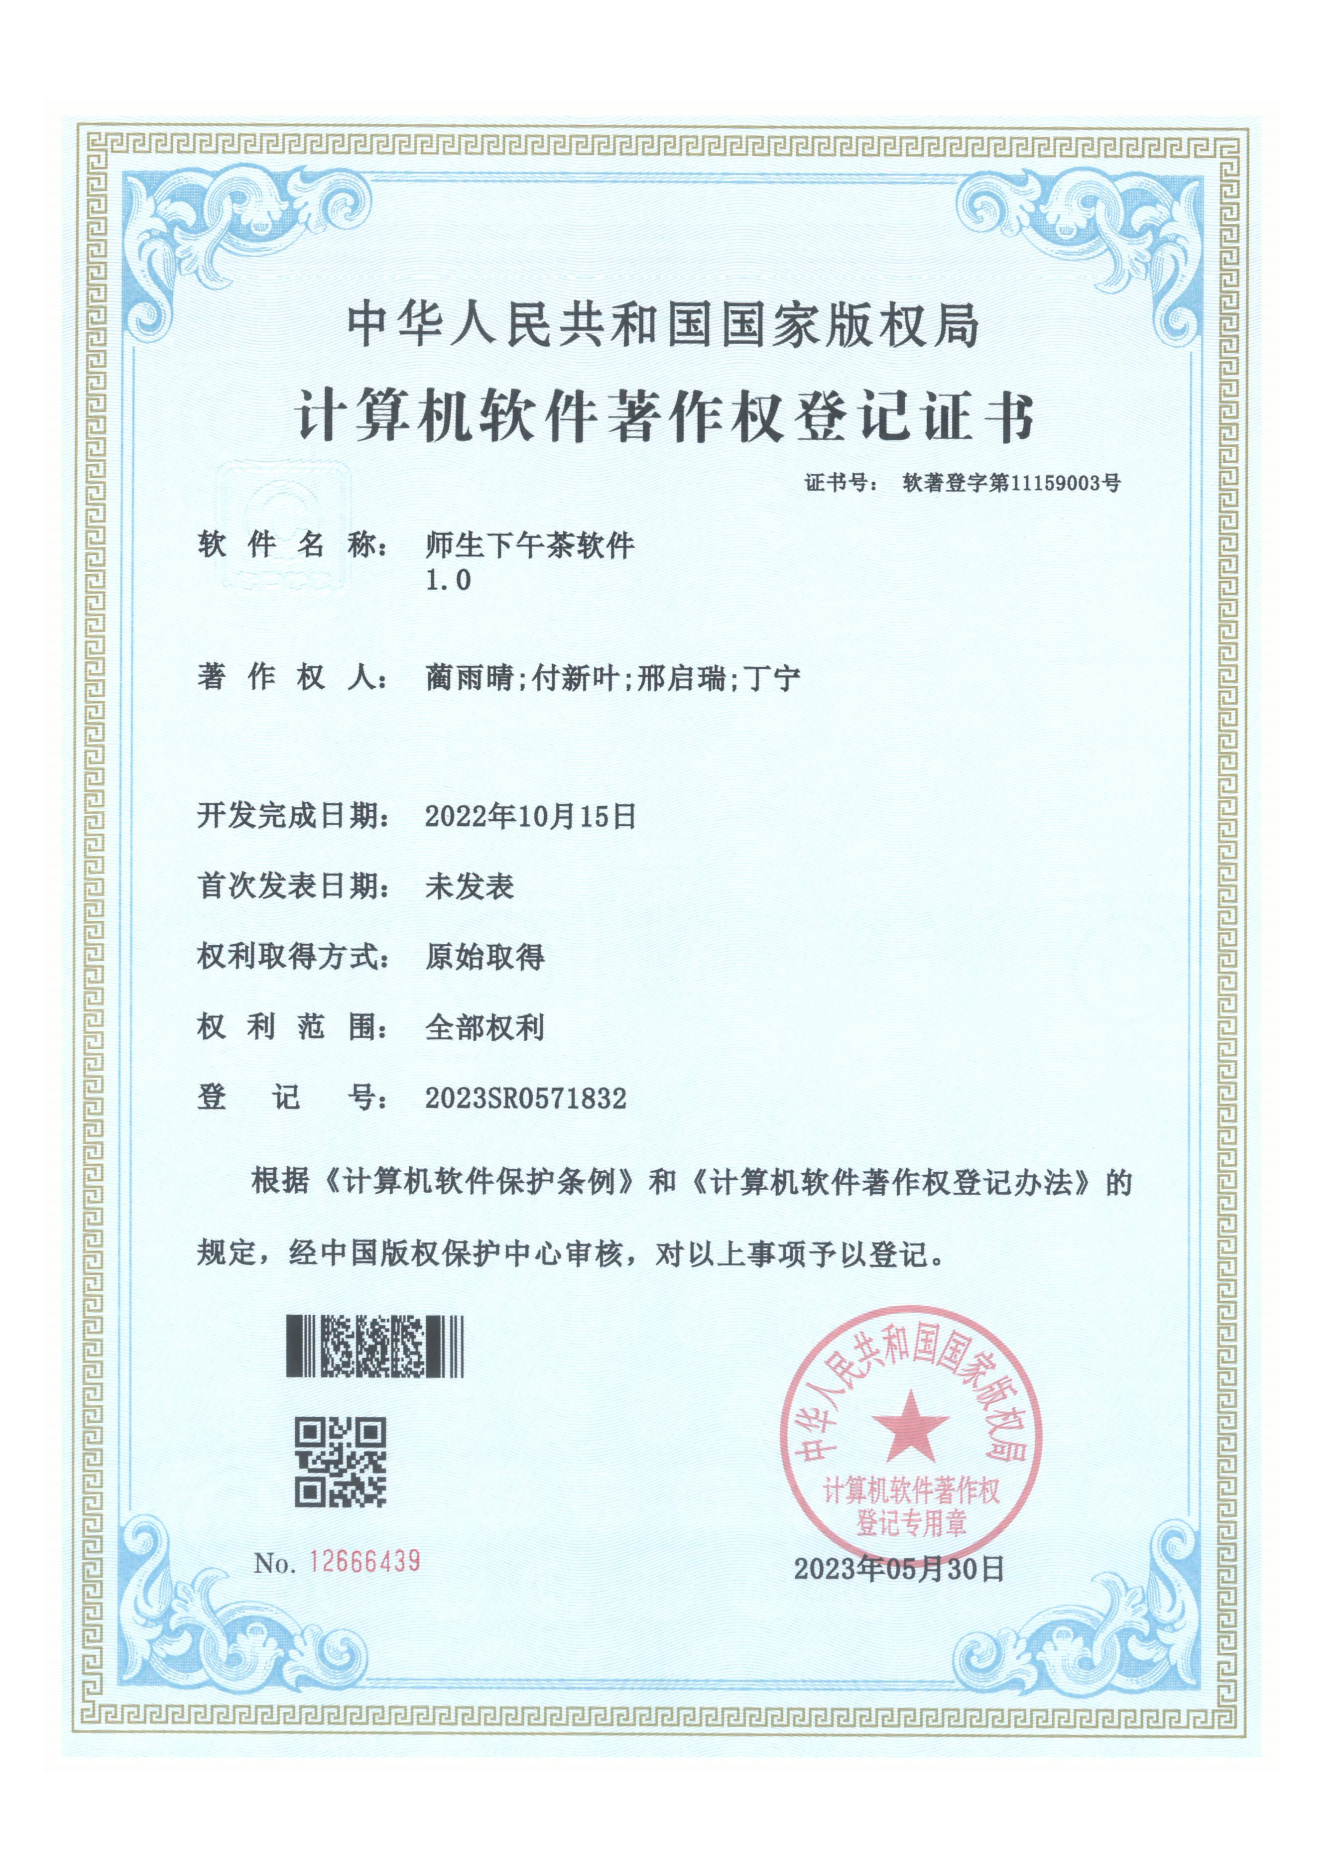 中华人民共和国国家版权局
计算机软件著作权登记证书
证书号： 软著登字第11159003号
软件名称： 师生下午茶软件
1.0
著作权人： 蔺雨晴;付新叶;邢启瑞;丁宁
开发完成日期： 2022年10月15日
首次发表日期： 未发表
权利取得方式： 原始取得
权利范围： 全部权利
登记号： 2023SR0571832
根据《计算机软件保护条例》和《计算机软件著作权登记办法》的
规定，经中国版权保护中心审核，对以上事项予以登记。
中华人民共和国国家版权局
计算机软件著作权
登记专用章
No. 12666439
2023年05月30日